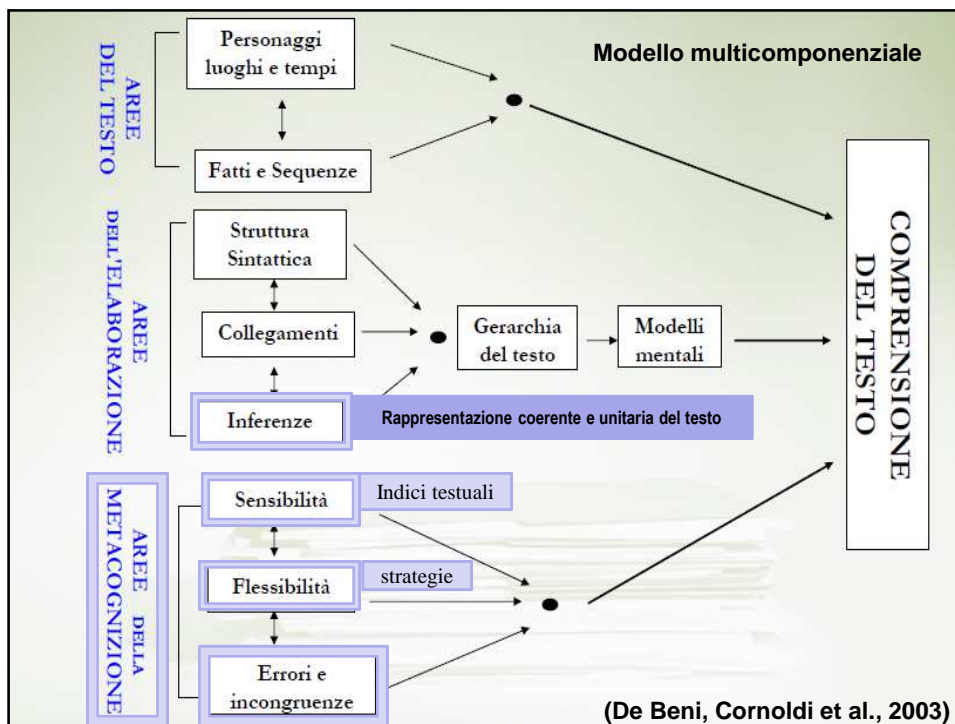 Modello multicomponenziale
AREE
DEL TESTO
Personaggi
luoghi e tempi
Fatti e Sequenze
AREE
DELL'ELABORAZIONE
Struttura
Sintattica
Collegamenti
Inferenze
Rappresentazione coerente e unitaria del testo
Gerarchia
del testo
Modelli
mentali
AREE DELLA
METACOGNIZIONE
Sensibilità
Indici testuali
Flessibilità
strategie
Errori e
incongruenze
COMPRENSIONE
DEL TESTO
(De Beni, Cornoldi et al., 2003)